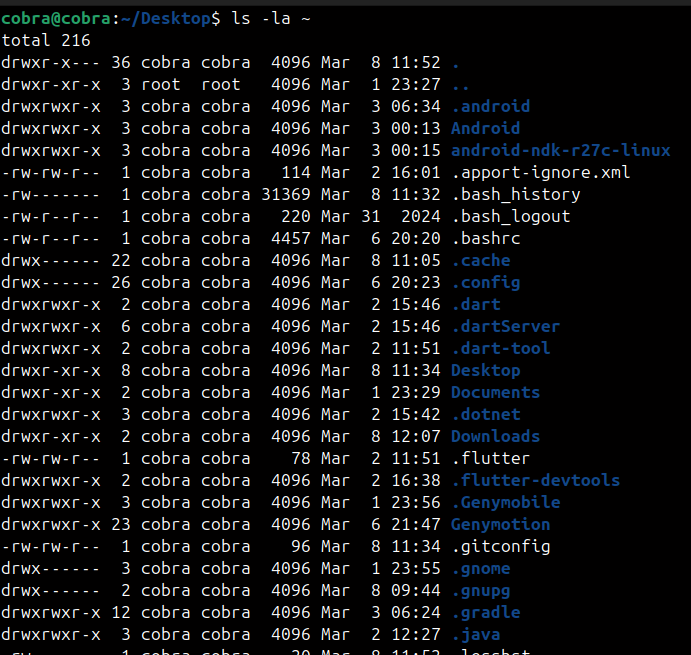 cobra@cobra:~/Desktop$ ls -la ~
total 216
drwxr-x--- 36 cobra cobra  4096 Mar  8 11:52 .
drwxr-xr-x  3 root  root   4096 Mar  1 23:27 ..
drwxrwxr-x  3 cobra cobra  4096 Mar  3 06:34 .android
drwxrwxr-x  3 cobra cobra  4096 Mar  3 00:13 Android
drwxrwxr-x  3 cobra cobra  4096 Mar  3 00:15 android-ndk-r27c-linux
-rw-rw-r--  1 cobra cobra   114 Mar  2 16:01 .apport-ignore.xml
-rw-------  1 cobra cobra 31369 Mar  8 11:32 .bash_history
-rw-r--r--  1 cobra cobra   220 Mar 31  2024 .bash_logout
-rw-r--r--  1 cobra cobra  4457 Mar  6 20:20 .bashrc
drwx------ 22 cobra cobra  4096 Mar  8 11:05 .cache
drwx------ 26 cobra cobra  4096 Mar  6 20:23 .config
drwxrwxr-x  2 cobra cobra  4096 Mar  2 15:46 .dart
drwxrwxr-x  6 cobra cobra  4096 Mar  2 15:46 .dartServer
drwxrwxr-x  2 cobra cobra  4096 Mar  2 11:51 .dart-tool
drwxr-xr-x  8 cobra cobra  4096 Mar  8 11:34 Desktop
drwxr-xr-x  2 cobra cobra  4096 Mar  1 23:29 Documents
drwxrwxr-x  3 cobra cobra  4096 Mar  2 15:42 .dotnet
drwxr-xr-x  2 cobra cobra  4096 Mar  8 12:07 Downloads
-rw-rw-r--  1 cobra cobra    78 Mar  2 11:51 .flutter
drwxrwxr-x  2 cobra cobra  4096 Mar  2 16:38 .flutter-devtools
drwxrwxr-x  3 cobra cobra  4096 Mar  1 23:56 .Genymobile
drwxrwxr-x 23 cobra cobra  4096 Mar  6 21:47 Genymotion
-rw-rw-r--  1 cobra cobra    96 Mar  8 11:34 .gitconfig
drwx------  3 cobra cobra  4096 Mar  1 23:55 .gnome
drwx------  2 cobra cobra  4096 Mar  8 09:44 .gnupg
drwxrwxr-x 12 cobra cobra  4096 Mar  3 06:24 .gradle
drwxrwxr-x  3 cobra cobra  4096 Mar  2 12:27 .java